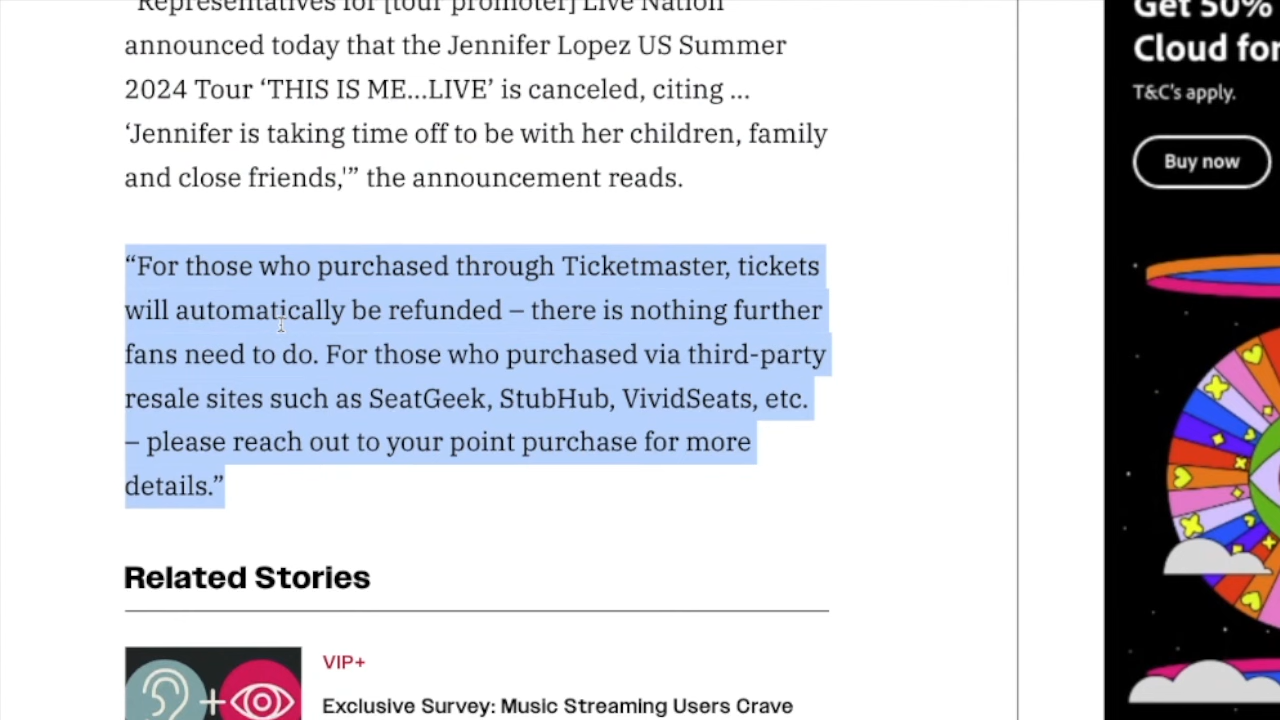 "Representatives for [tour promoter] Live Nation
announced today that the Jennifer Lopez US Summer
2024 Tour ‘THIS IS ME...LIVE’ is canceled, citing ...
‘Jennifer is taking time off to be with her children, family
and close friends,'” the announcement reads.
“For those who purchased through Ticketmaster, tickets
will automatically be refunded – there is nothing further
fans need to do. For those who purchased via third-party
resale sites such as SeatGeek, StubHub, VividSeats, etc.
– please reach out to your point purchase for more
details.”
Related Stories
VIP+
Exclusive Survey: Music Streaming Users Crave
Get 50%
Cloud for
T&C's apply.
Buy now